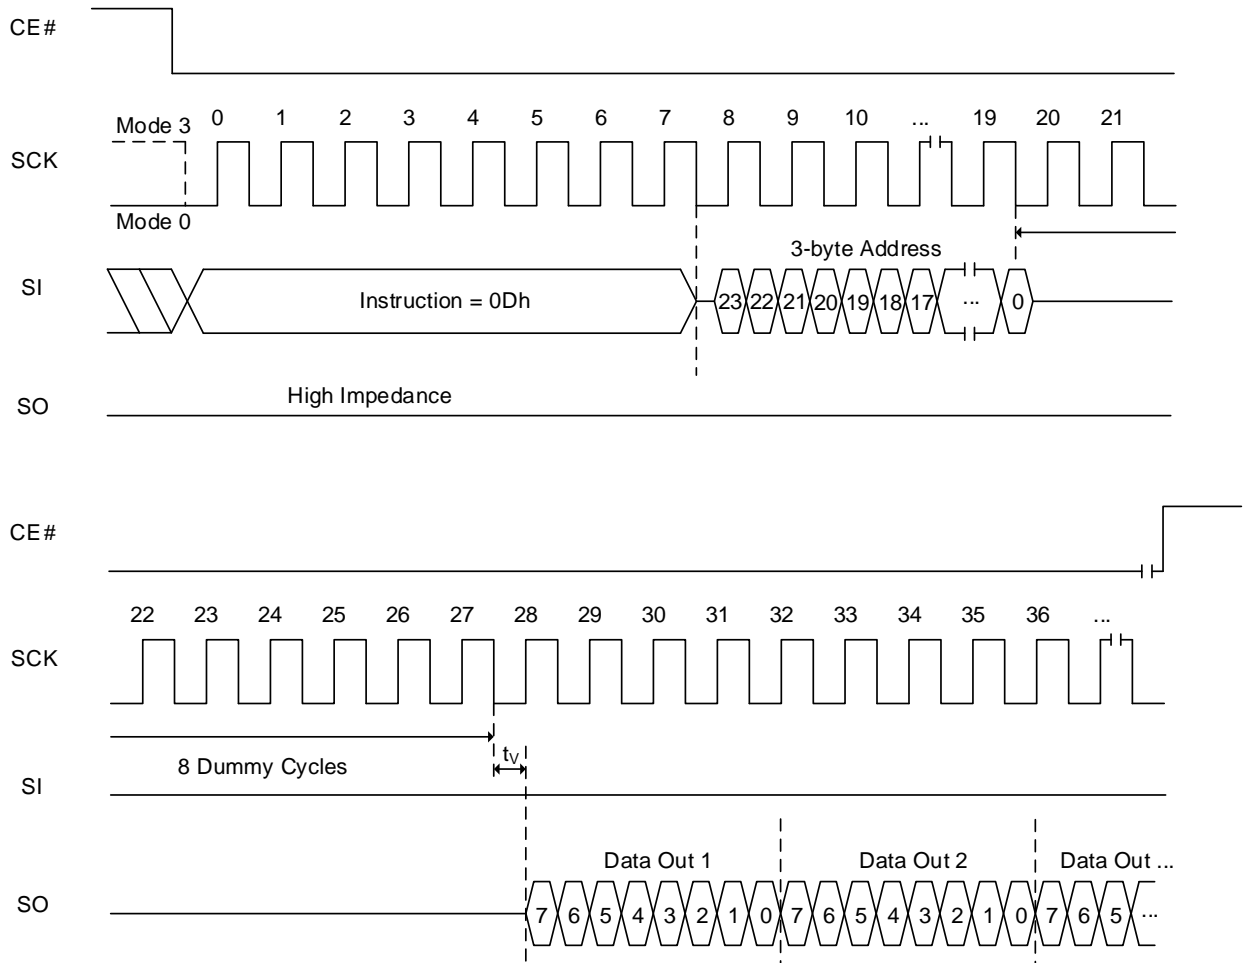 CE#
Mode 3 0 1 2 3 4 5 6 7 8 9 10 ... 19 20 21
SCK
Mode 0
3-byte Address
SI Instruction = 0Dh 23 22 21 20 19 18 17 ... 0
High Impedance
SO
CE#
22 23 24 25 26 27 28 29 30 31 32 33 34 35 36 ...
SCK
8 Dummy Cycles tV
SI
Data Out 1 Data Out 2 Data Out ...
SO 7 6 5 4 3 2 1 0 7 6 5 4 3 2 1 0 7 6 5 ...